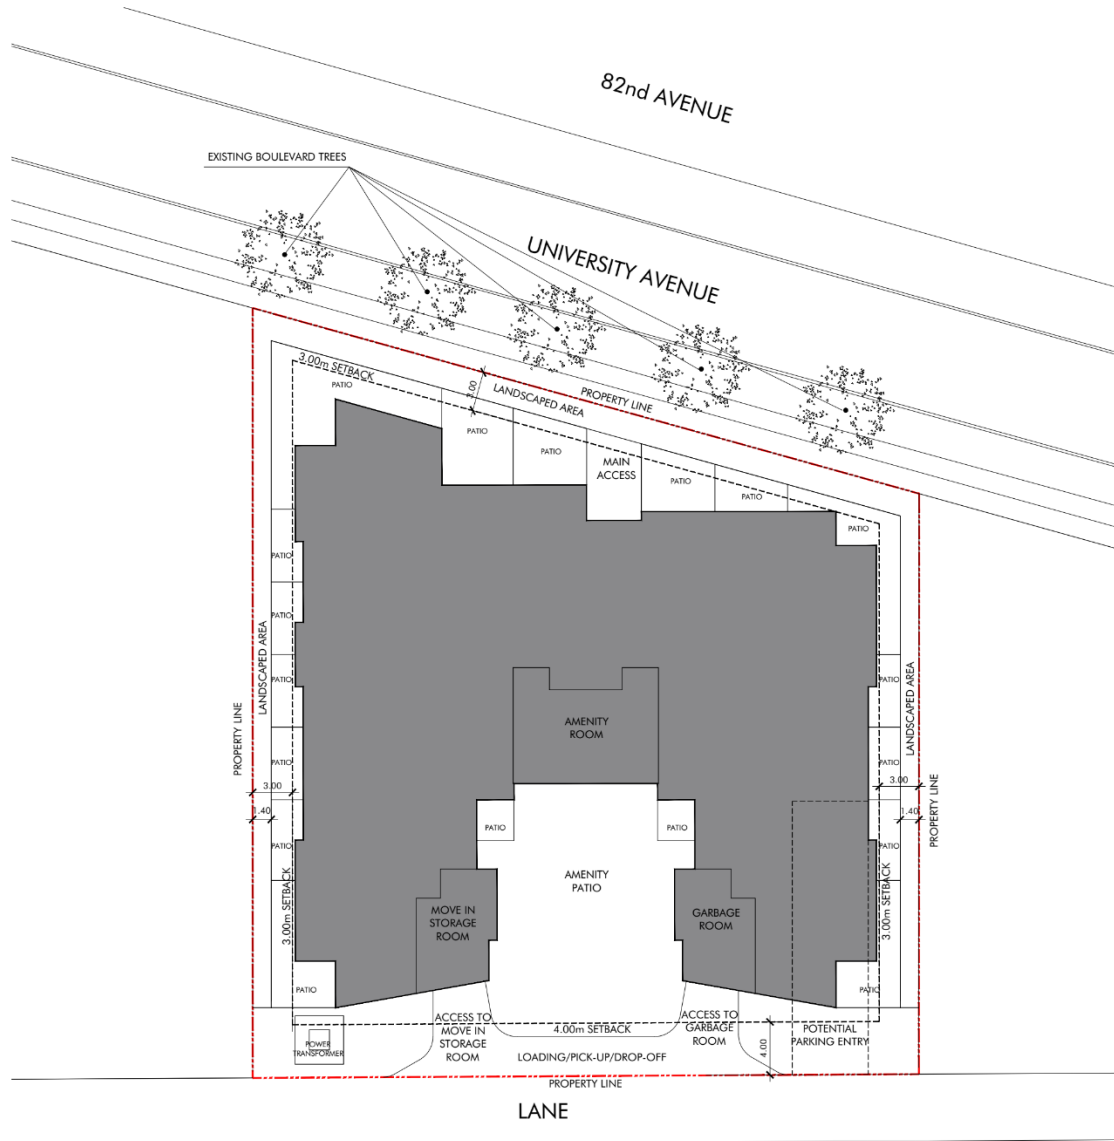 82nd AVENUE
EXISTING BOULEVARD TREES
UNIVERSITY AVENUE
3.00m SETBACK
PATIO
3.00
LANDSCAPED AREA
PROPERTY LINE
PATIO
PATIO
MAIN
ACCESS
PATIO
PATIO
PATIO
PATIO
PATIO
LANDSCAPED AREA
PATIO
PATIO
LANDSCAPED AREA
PROPERTY LINE
AMENITY
ROOM
PATIO
PATIO
3.00
3.00
PROPERTY LINE
1.40
1.40
PATIO
PATIO
PATIO
PATIO
AMENITY
PATIO
3.00m SETBACK
3.00m SETBACK
MOVE IN
STORAGE
ROOM
GARBAGE
ROOM
PATIO
PATIO
ACCESS TO
MOVE IN
STORAGE
ROOM
4.00m SETBACK
ACCESS TO
GARBAGE
ROOM
4.00
POTENTIAL
PARKING ENTRY
POWER
TRANSFORMER
LOADING/PICK-UP/DROP-OFF
PROPERTY LINE
LANE